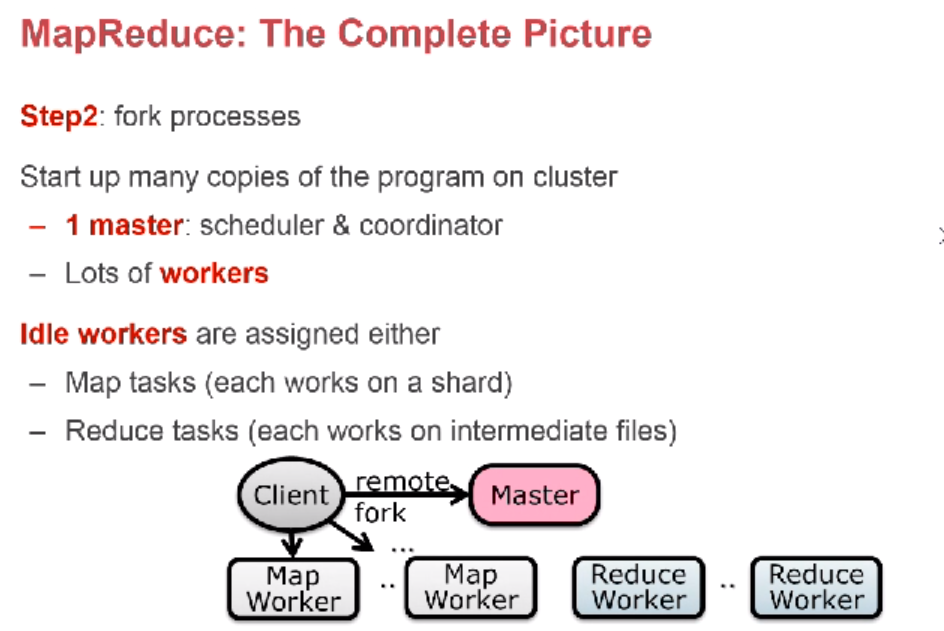 MapReduce: The Complete Picture
Step2: fork processes
Start up many copies of the program on cluster
– 1 master: scheduler & coordinator
– Lots of workers
Idle workers are assigned either
– Map tasks (each works on a shard)
– Reduce tasks (each works on intermediate files)
Client
remote
fork
Master
...
Map
Worker
..
Map
Worker
Reduce
Worker
..
Reduce
Worker